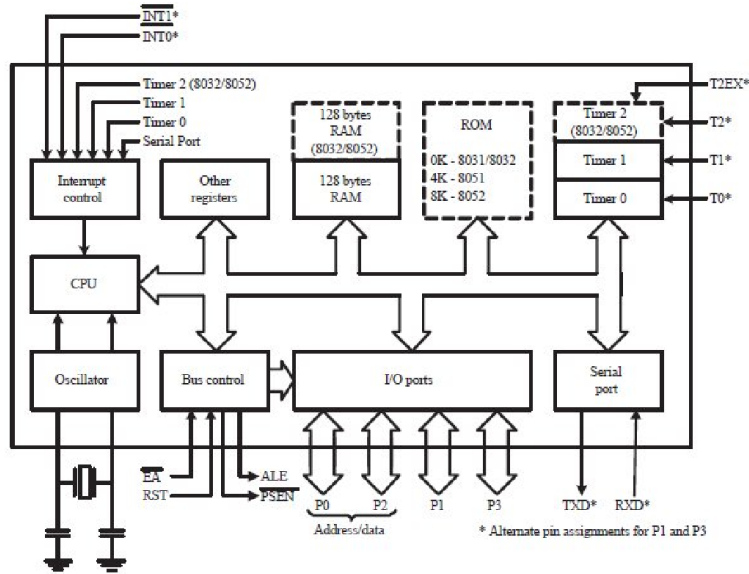 INT1*
INT0*
Timer 2 (8032/8052)
Timer 1
Timer 0
Serial Port
T2EX*
T2*
T1*
T0*
Interrupt
control
Other
registers
128 bytes
RAM
(8032/8052)
128 bytes
RAM
ROM
0K - 8031/8032
4K - 8051
8K - 8052
Timer 2
(8032/8052)
Timer 1
Timer 0
CPU
Oscillator
Bus control
I/O ports
Serial
port
EA
RST
ALE
PSEN
P0
P2
P1
P3
Address/data
TXD*
RXD*
* Alternate pin assignments for P1 and P3